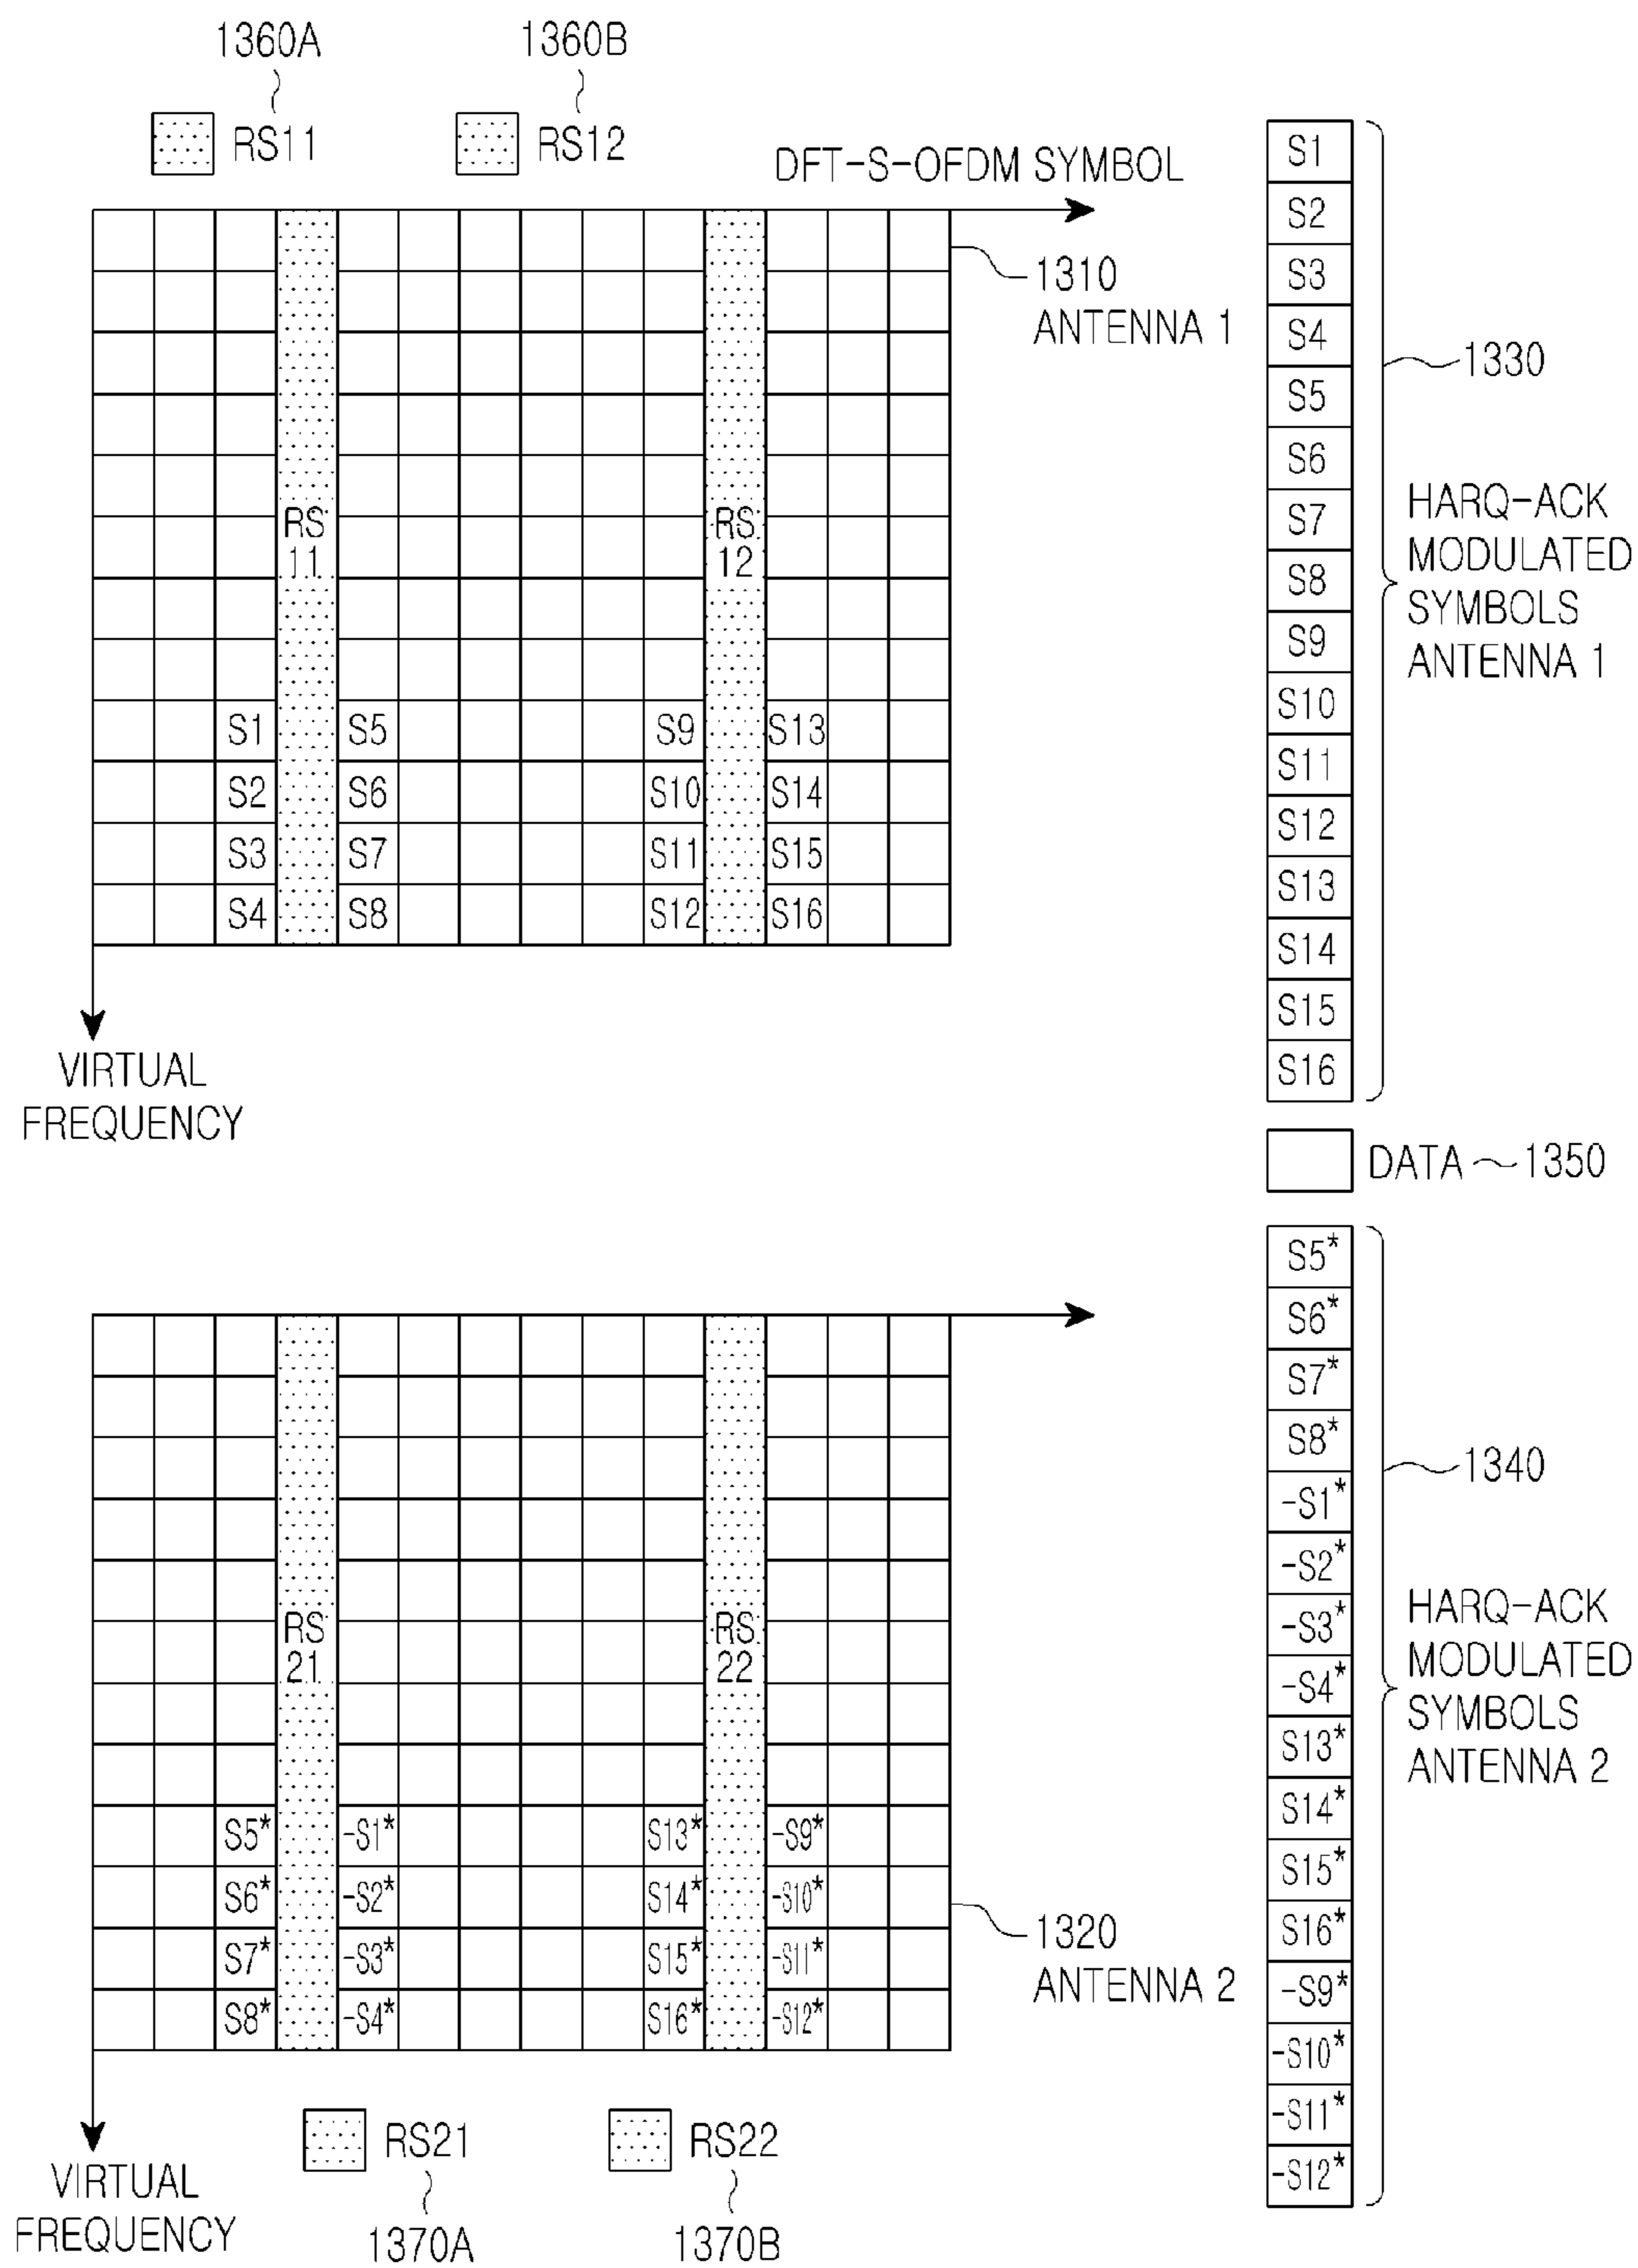 1360A 1360B
RS11 RS12
DFT-S-OFDM SYMBOL
1310
ANTENNA 1
RS RS
11 12
S1 S5 S9 S13
S2 S6 S10 S14
S3 S7 S11 S15
S4 S8 S12 S16
VIRTUAL
FREQUENCY
S1
S2
S3
S4
S5
S6
S7
S8
S9
S10
S11
S12
S13
S14
S15
S16
1330
HARQ-ACK
MODULATED
SYMBOLS
ANTENNA 1
DATA 1350
RS RS
21 22
S5* -S1* S13* -S9*
S6* -S2* S14* -S10*
S7* -S3* S15* -S11*
S8* -S4* S16* -S12*
1320
ANTENNA 2
VIRTUAL
FREQUENCY
RS21 RS22
1370A 1370B
S5*
S6*
S7*
S8*
-S1*
-S2*
-S3*
-S4*
S13*
S14*
S15*
S16*
-S9*
-S10*
-S11*
-S12*
1340
HARQ-ACK
MODULATED
SYMBOLS
ANTENNA 2